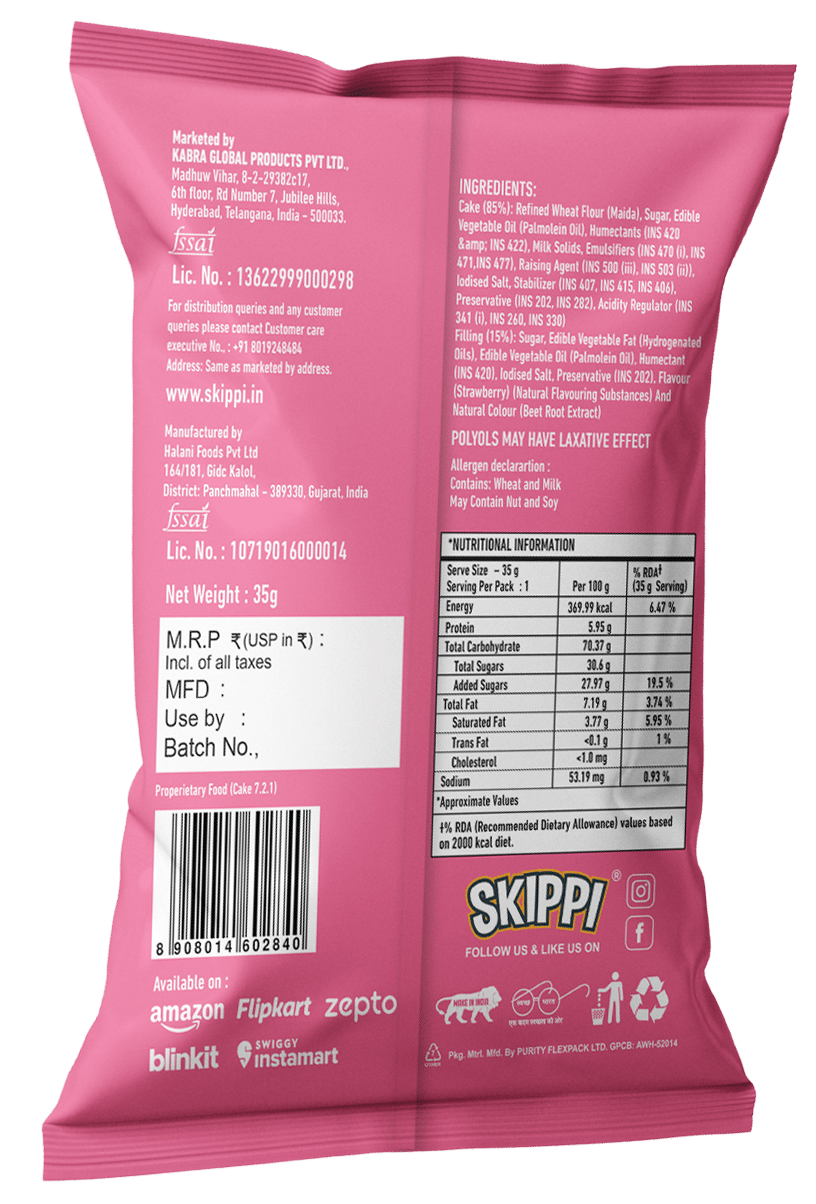 Marketed by
KABRA GLOBAL PRODUCTS PVT LTD.,
Madhuw Vihar, 8-2-29382c17,
6th floor, Rd Number 7, Jubilee Hills,
Hyderabad, Telangana, India - 500033.
fssai
Lic. No. : 13622999000298
For distribution queries and any customer
queries please contact Customer care
executive No., : +91 8019248484
Address: Same as marketed by address.
www.skippi.in
Manufactured by
Halani Foods Pvt Ltd
164/181, Gidc Kalol,
District: Panchmahal - 389330, Gujarat, India
fssai
Lic. No. : 10719016000014
Net Weight : 35g
M.R.P ₹(USP in ₹) :
Incl. of all taxes
MFD :
Use by :
Batch No.,
Properietary Food (Cake 7.2.1)
8 908014 602840
Available on :
amazon Flipkart zepto
blinkit SWIGGY instamart
INGREDIENTS:
Cake (85%): Refined Wheat Flour (Maida), Sugar, Edible
Vegetable Oil (Palmolein Oil), Humectants (INS 420
&amp; INS 422), Milk Solids, Emulsifiers (INS 470 (i), INS
471,INS 477), Raising Agent (INS 500 (iii), INS 503 (ii)),
Iodised Salt, Stabilizer (INS 407, INS 415, INS 406),
Preservative (INS 202, INS 282), Acidity Regulator (INS
341 (i), INS 260, INS 330)
Filling (15%): Sugar, Edible Vegetable Fat (Hydrogenated
Oils), Edible Vegetable Oil (Palmolein Oil), Humectant
(INS 420), Iodised Salt, Preservative (INS 202), Flavour
(Strawberry) (Natural Flavouring Substances) And
Natural Colour (Beet Root Extract)
POLYOLS MAY HAVE LAXATIVE EFFECT
Allergen declarartion :
Contains: Wheat and Milk
May Contain Nut and Soy
*NUTRITIONAL INFORMATION
Serve Size - 35 g
Serving Per Pack : 1 Per 100 g % RDA† (35 g Serving)
Energy 369.99 kcal 6.47 %
Protein 5.95 g
Total Carbohydrate 70.37 g
Total Sugars 30.6 g
Added Sugars 27.97 g 19.5 %
Total Fat 7.19 g 3.74 %
Saturated Fat 3.77 g 5.95 %
Trans Fat <0.1 g 1 %
Cholesterol <1.0 mg
Sodium 53.19 mg 0.93 %
*Approximate Values
‡% RDA (Recommended Dietary Allowance) values based
on 2000 kcal diet.
SKIPPI ®
FOLLOW US & LIKE US ON
MAKE IN INDIA
स्वच्छ भारत
एक कदम स्वच्छता की ओर
7
OTHER
Pkg. Mtrl. Mfd. By PURITY FLEXPACK LTD. GPCB: AWH-52014